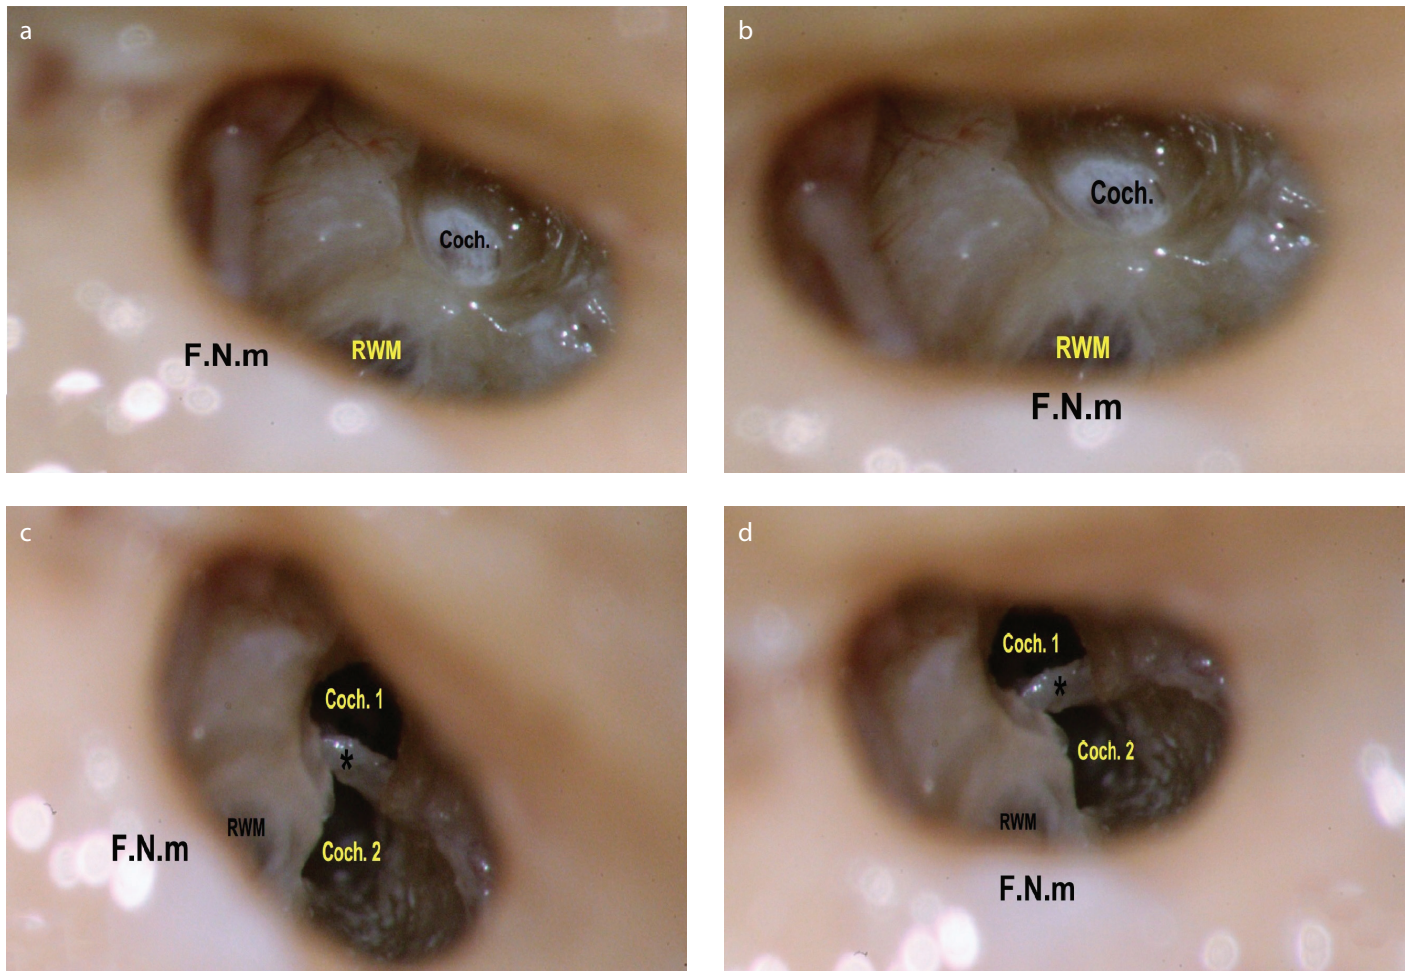 a
Coch.
F.N.m
RWM
b
Coch.
RWM
F.N.m
c
Coch. 1
*
RWM
F.N.m
Coch. 2
d
Coch. 1
*
Coch. 2
RWM
F.N.m